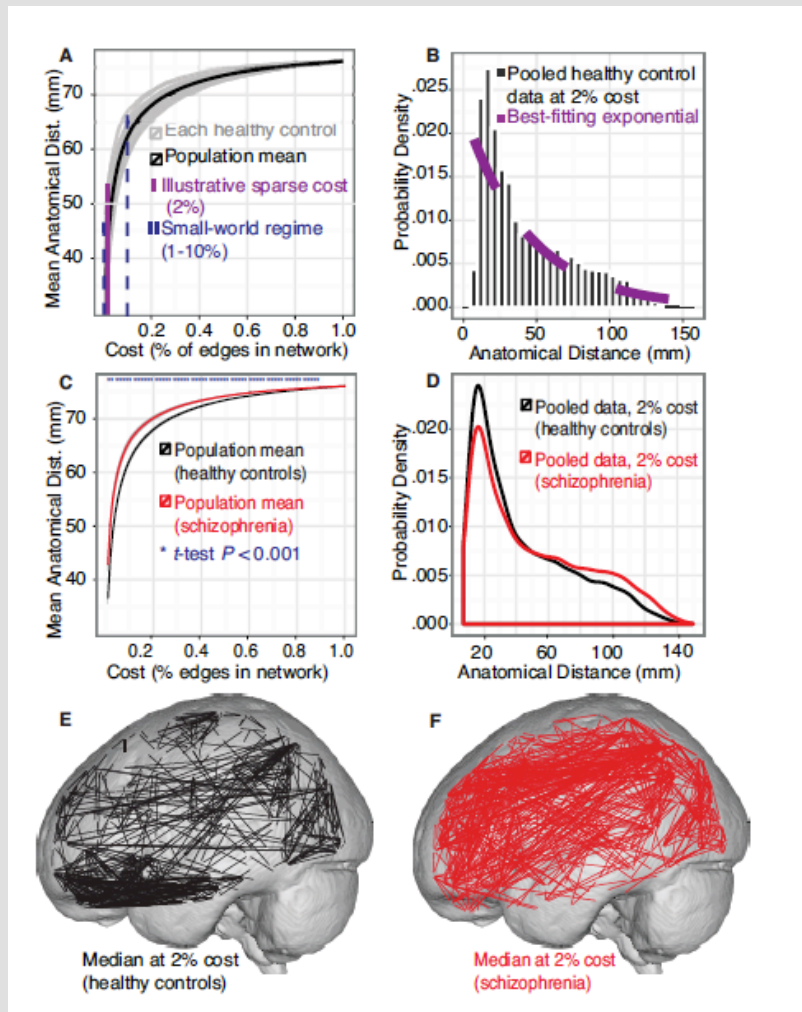 A
Mean Anatomical Dist. (mm)
70
60
50
40
Each healthy control
Population mean
Illustrative sparse cost
(2%)
Small-world regime
(1-10%)
0.2 0.4 0.6 0.8 1.0
Cost (% of edges in network)
B
Probability Density
.025
.020
.015
.010
.005
.000
Pooled healthy control
data at 2% cost
Best-fitting exponential
0 50 100 150
Anatomical Distance (mm)
C
Mean Anatomical Dist. (mm)
70
60
50
40
Population mean
(healthy controls)
Population mean
(schizophrenia)
* t-test P < 0.001
0.2 0.4 0.6 0.8 1.0
Cost (% edges in network)
D
Probability Density
.020
.015
.010
.005
.000
Pooled data, 2% cost
(healthy controls)
Pooled data, 2% cost
(schizophrenia)
20 60 100 140
Anatomical Distance (mm)
E
Median at 2% cost
(healthy controls)
F
Median at 2% cost
(schizophrenia)